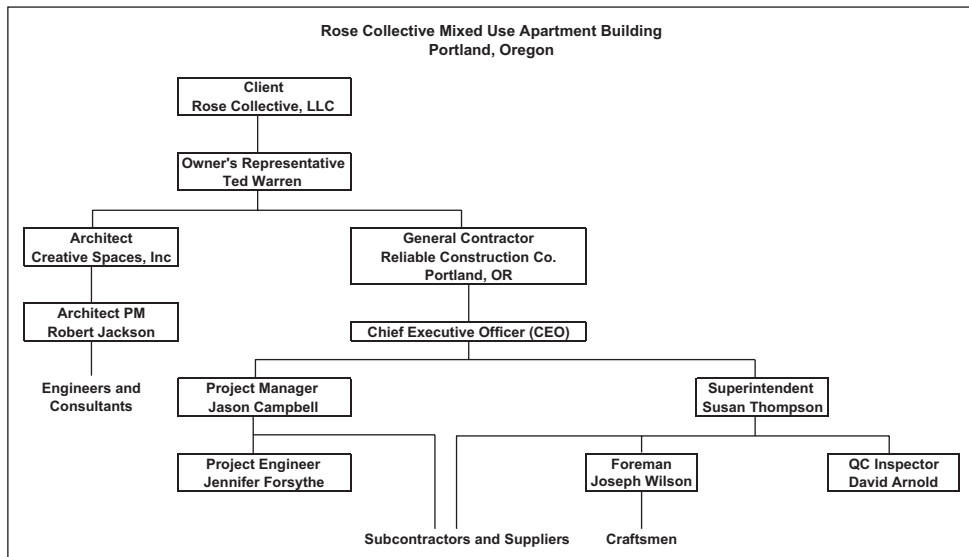 Rose Collective Mixed Use Apartment Building
Portland, Oregon
Client
Rose Collective, LLC
Owner's Representative
Ted Warren
Architect
Creative Spaces, Inc
General Contractor
Reliable Construction Co.
Portland, OR
Architect PM
Robert Jackson
Chief Executive Officer (CEO)
Engineers and
Consultants
Project Manager
Jason Campbell
Superintendent
Susan Thompson
Project Engineer
Jennifer Forsythe
Foreman
Joseph Wilson
QC Inspector
David Arnold
Subcontractors and Suppliers
Craftsmen